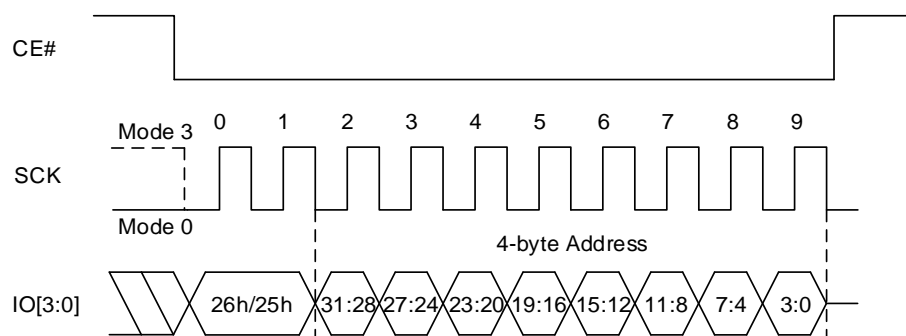 CE#
0 1 2 3 4 5 6 7 8 9
Mode 3
SCK
Mode 0
4-byte Address
IO[3:0] 26h/25h 31:28 27:24 23:20 19:16 15:12 11:8 7:4 3:0